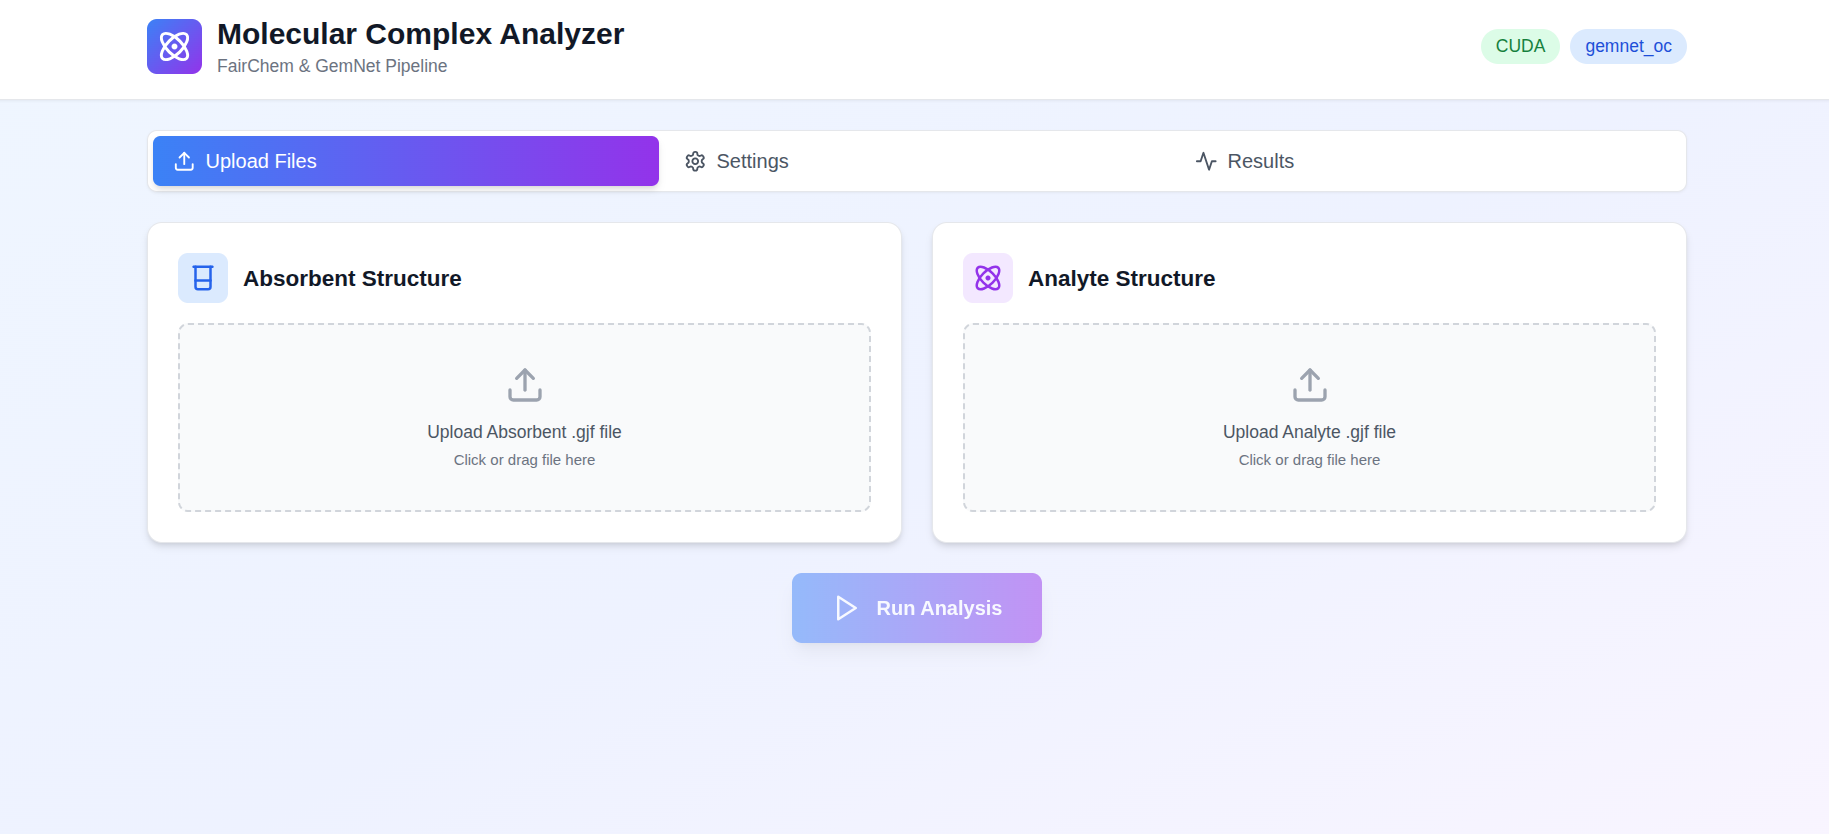 Molecular Complex Analyzer
FairChem & GemNet Pipeline
CUDA
gemnet_oc
Upload Files
Settings
Results
Absorbent Structure
Upload Absorbent .gjf file
Click or drag file here
Analyte Structure
Upload Analyte .gjf file
Click or drag file here
Run Analysis